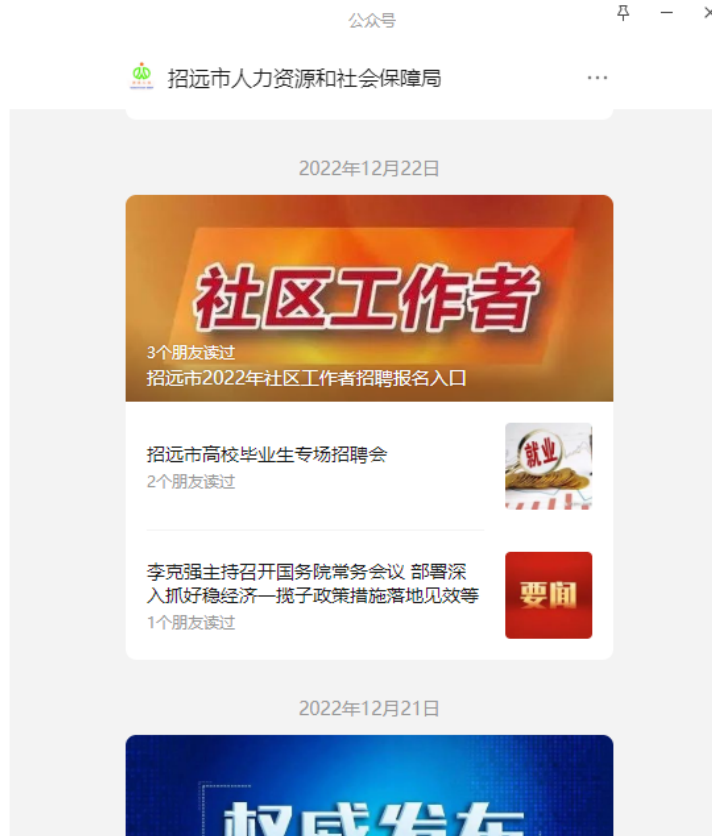 公众号
招远市人力资源和社会保障局
2022年12月22日
社区工作者
3个朋友读过
招远市2022年社区工作者招聘报名入口
招远市高校毕业生专场招聘会
2个朋友读过
就业
李克强主持召开国务院常务会议 部署深
入抓好稳经济一揽子政策措施落地见效等
1个朋友读过
要闻
2022年12月21日
权威发布